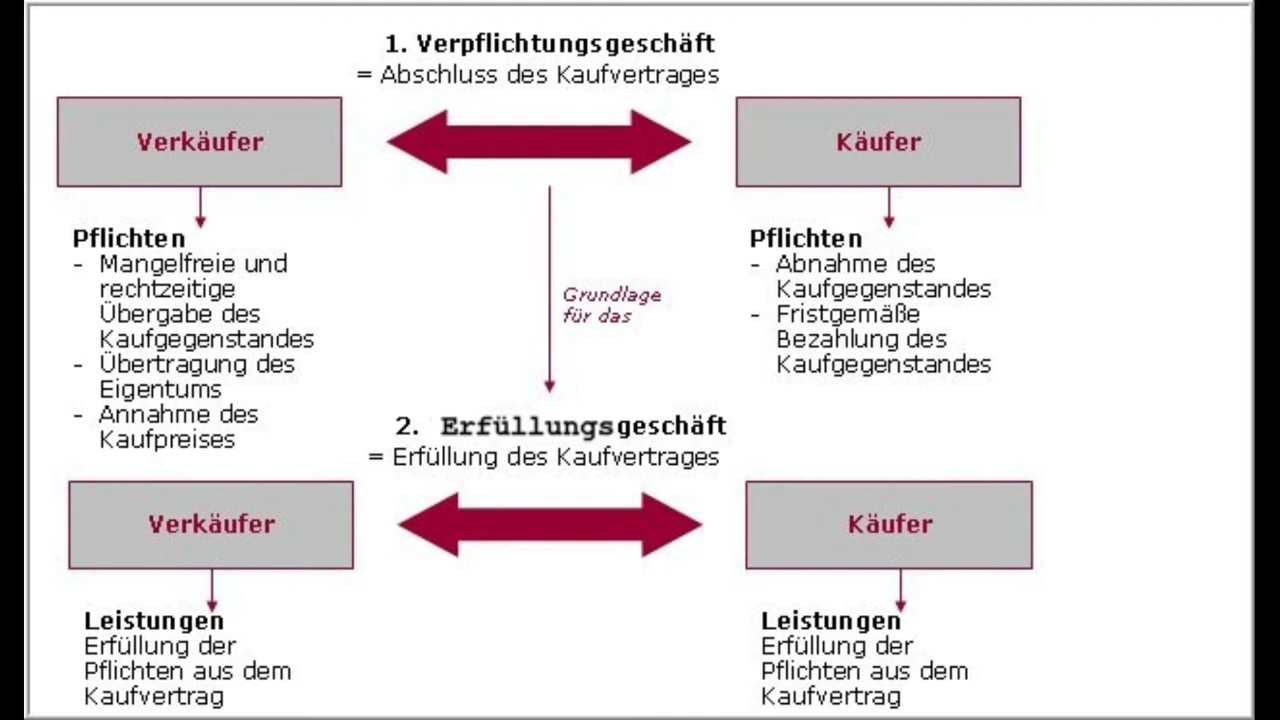 1. Verpflichtungsgeschäft
= Abschluss des Kaufvertrages
Verkäufer
Käufer
Pflichten
- Mangelfreie und
rechtzeitige
Übergabe des
Kaufgegenstandes
- Übertragung des
Eigentums
- Annahme des
Kaufpreises
Grundlage
für das
Pflichten
- Abnahme des
Kaufgegenstandes
- Fristgemäße
Bezahlung des
Kaufgegenstandes
2. Erfüllungsgeschäft
= Erfüllung des Kaufvertrages
Verkäufer
Käufer
Leistungen
Erfüllung der
Pflichten aus dem
Kaufvertrag
Leistungen
Erfüllung der
Pflichten aus dem
Kaufvertrag